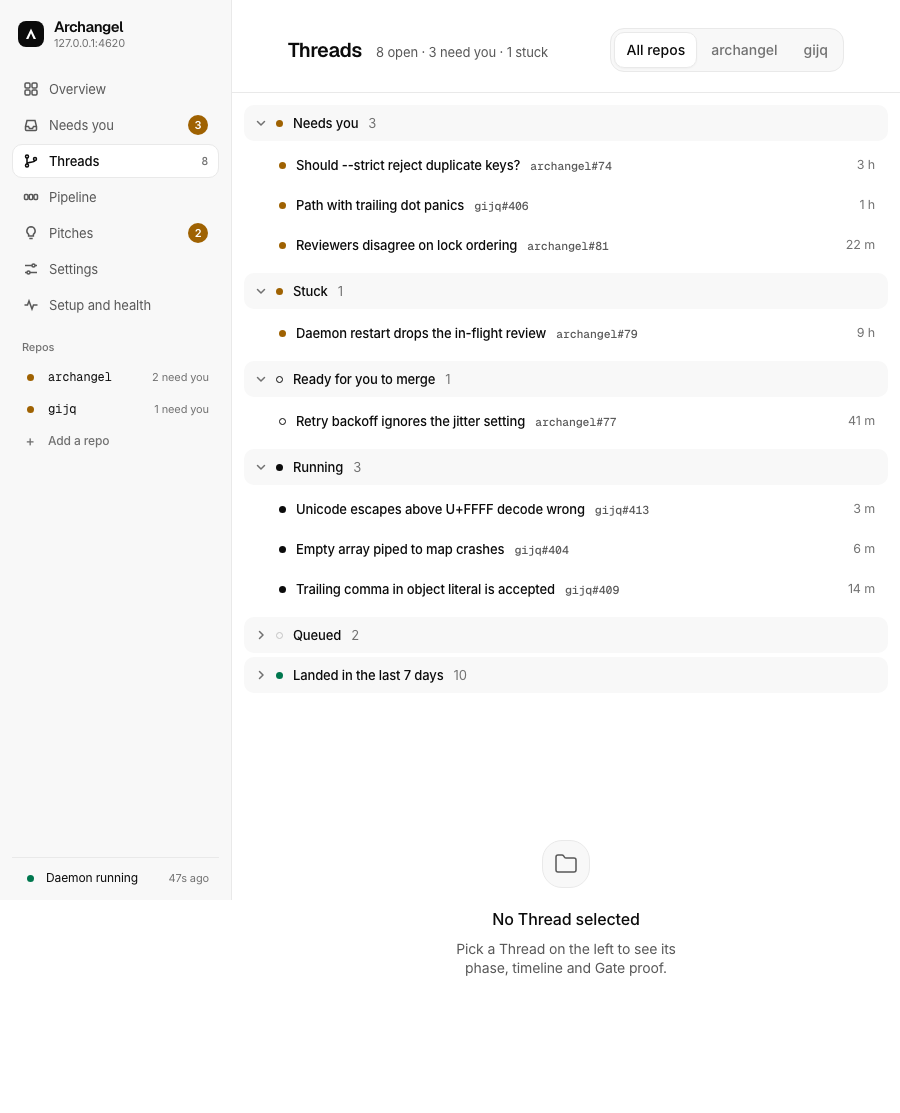 Archangel
127.0.0.1:4620
Overview
Needs you 3
Threads 8
Pipeline
Pitches 2
Settings
Setup and health
Repos
archangel 2 need you
gijq 1 need you
+ Add a repo
Daemon running 47s ago
Threads 8 open · 3 need you · 1 stuck
All repos archangel gijq
Needs you 3
Should --strict reject duplicate keys? archangel#74 3 h
Path with trailing dot panics gijq#406 1 h
Reviewers disagree on lock ordering archangel#81 22 m
Stuck 1
Daemon restart drops the in-flight review archangel#79 9 h
Ready for you to merge 1
Retry backoff ignores the jitter setting archangel#77 41 m
Running 3
Unicode escapes above U+FFFF decode wrong gijq#413 3 m
Empty array piped to map crashes gijq#404 6 m
Trailing comma in object literal is accepted gijq#409 14 m
Queued 2
Landed in the last 7 days 10
No Thread selected
Pick a Thread on the left to see its
phase, timeline and Gate proof.